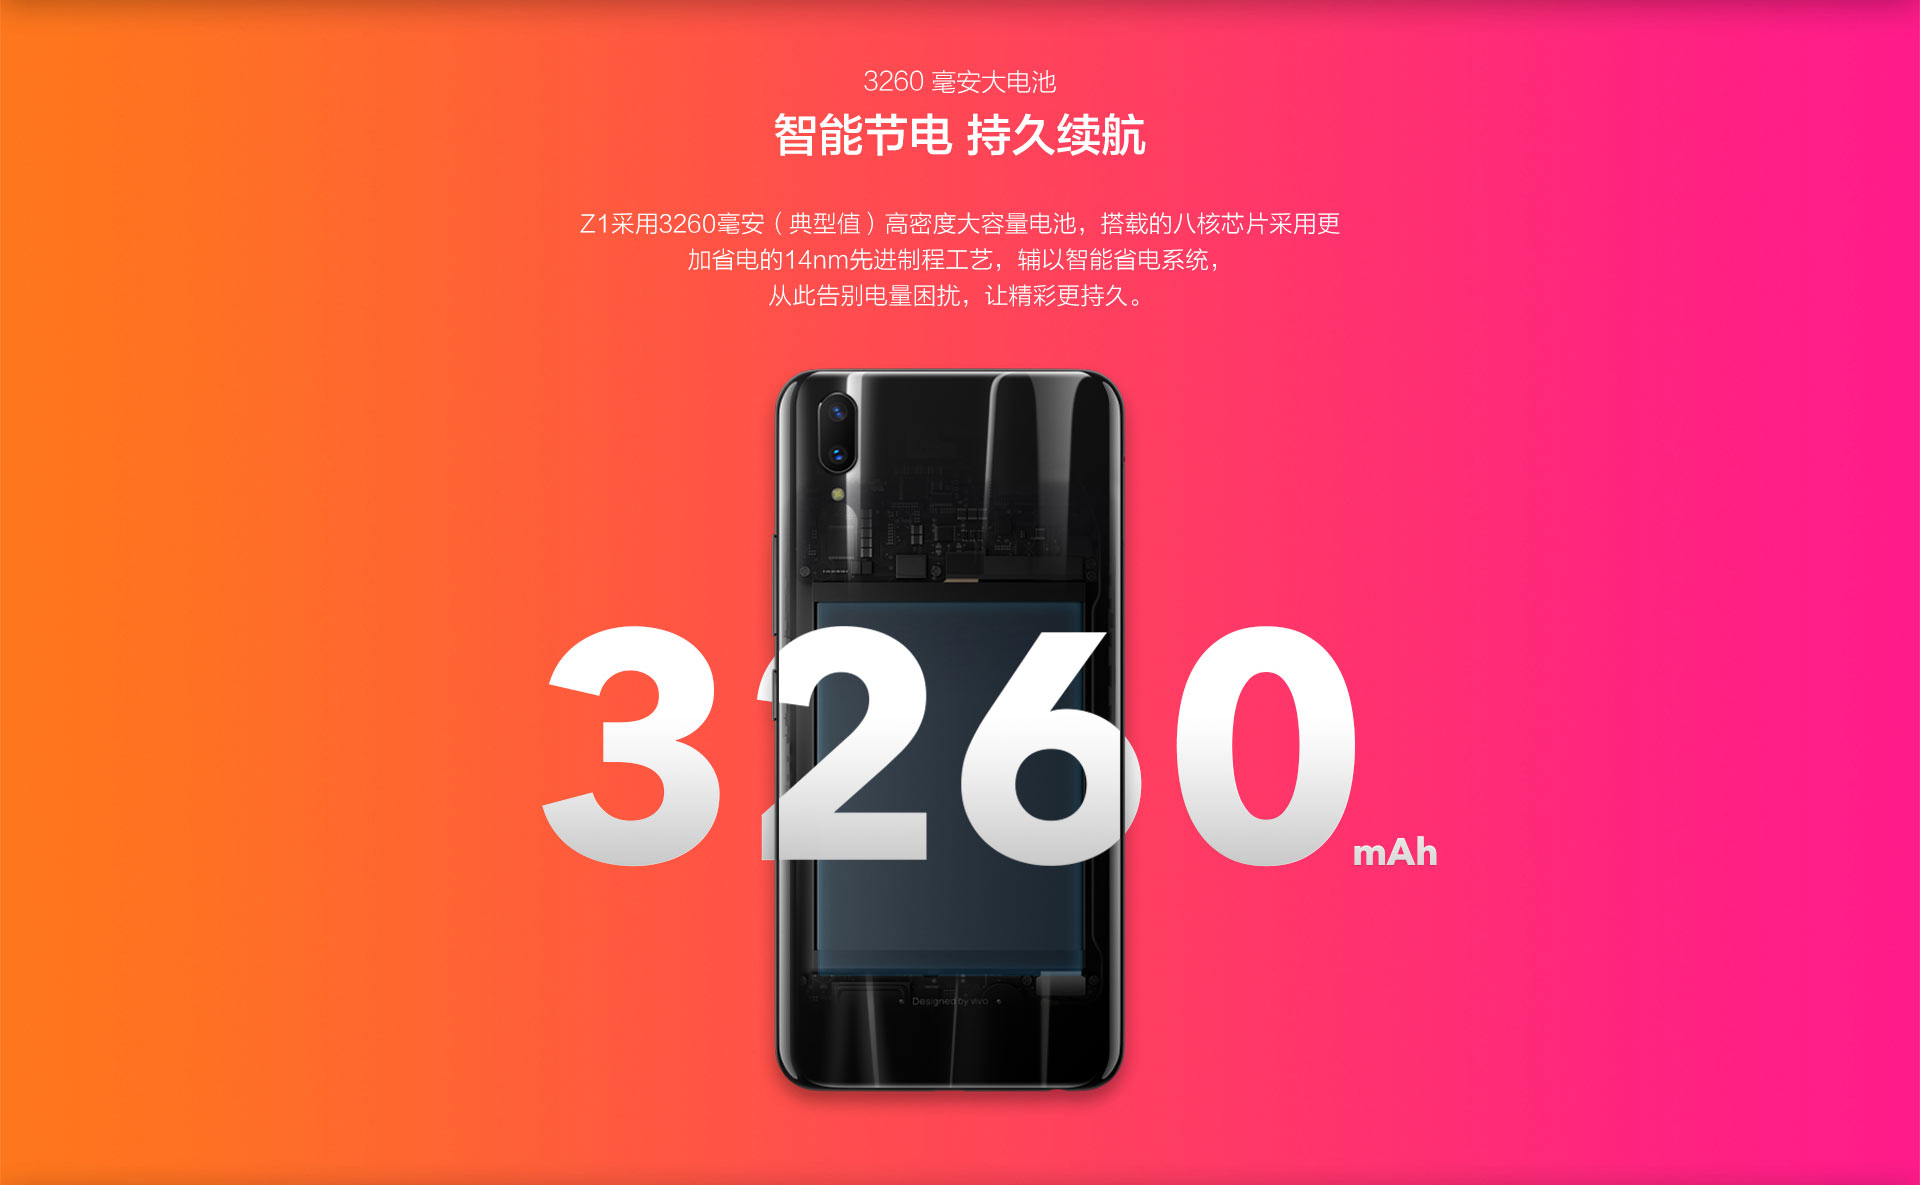 3260 毫安大电池
智能节电 持久续航
Z1采用3260毫安（典型值）高密度大容量电池，搭载的八核芯片采用更
加省电的14nm先进制程工艺，辅以智能省电系统，
从此告别电量困扰，让精彩更持久。
3260 mAh
Designed by vivo